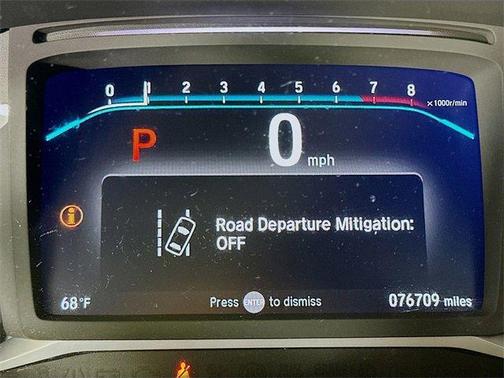 0 1 2 3 4 5 6 7 8 ×1000r/min
P 0 mph
i Road Departure Mitigation:
OFF
68°F Press ENTER to dismiss 076709 miles